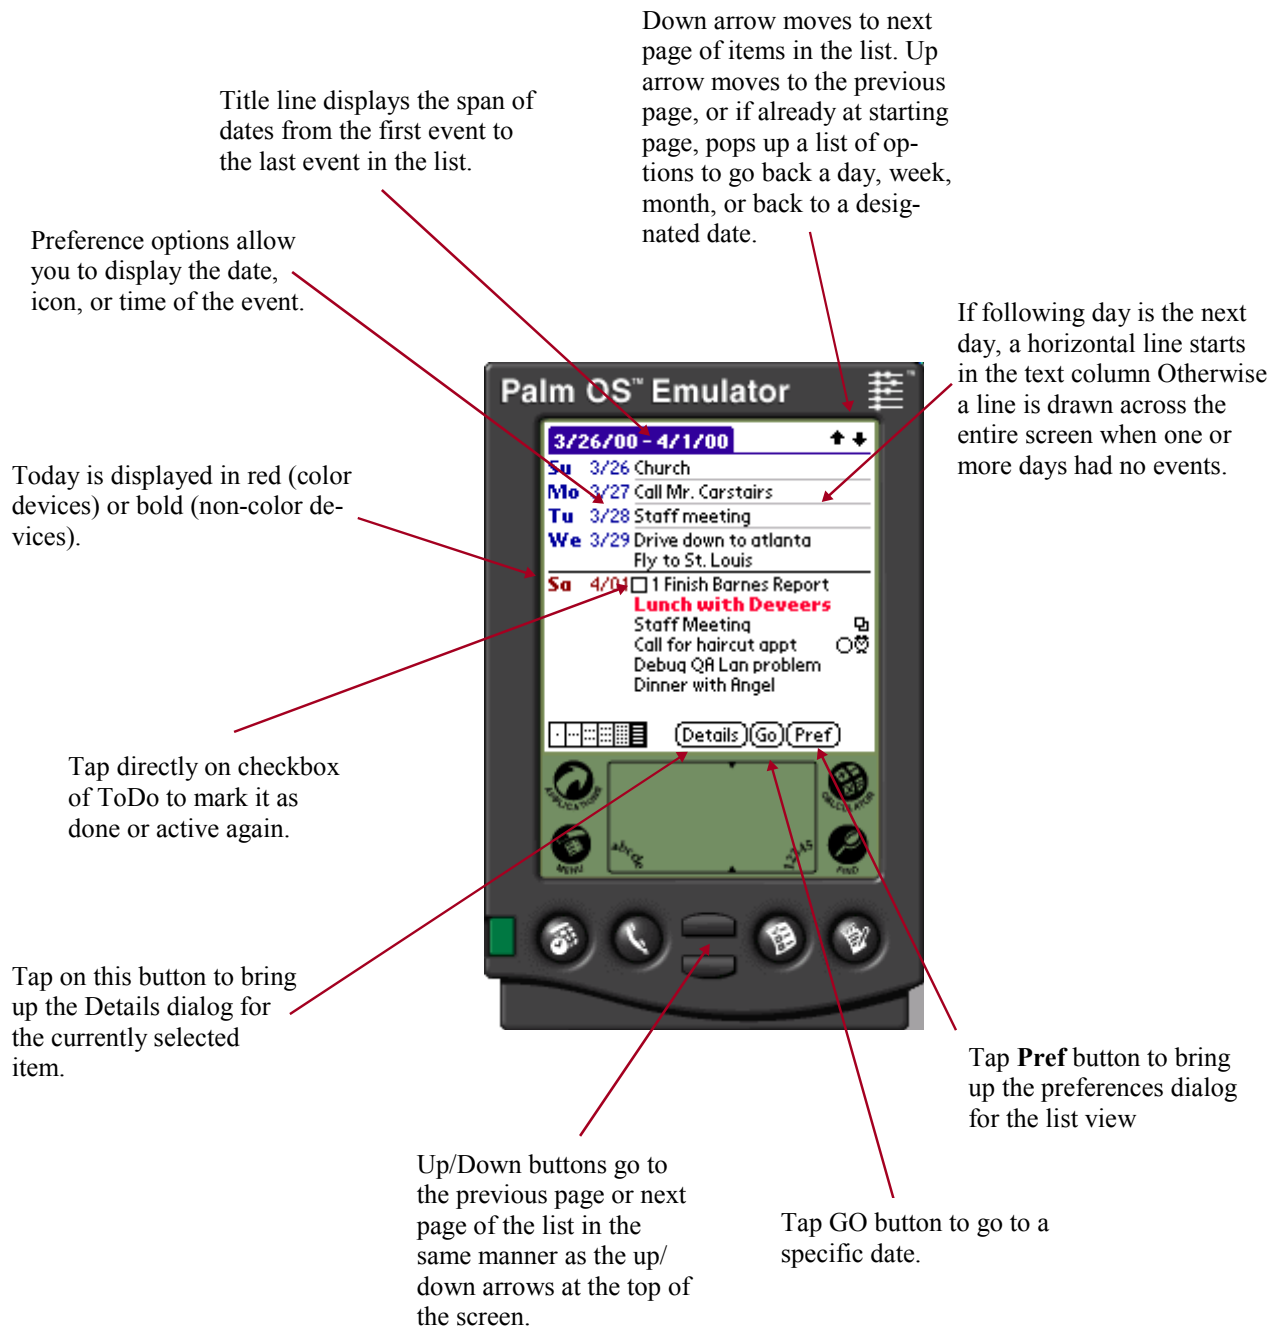 Down arrow moves to next
page of items in the list. Up
arrow moves to the previous
page, or if already at starting
page, pops up a list of op-
tions to go back a day, week,
month, or back to a desig-
nated date.
Title line displays the span of
dates from the first event to
the last event in the list.
Preference options allow
you to display the date,
icon, or time of the event.
If following day is the next
day, a horizontal line starts
in the text column Otherwise
a line is drawn across the
entire screen when one or
more days had no events.
Today is displayed in red (color
devices) or bold (non-color de-
vices).
Palm OS™ Emulator ™
3/26/00 - 4/1/00
Su 3/26 Church
Mo 3/27 Call Mr. Carstairs
Tu 3/28 Staff meeting
We 3/29 Drive down to atlanta
Fly to St. Louis
Sa 4/01 1 Finish Barnes Report
Lunch with Deveers
Staff Meeting
Call for haircut appt
Debug QA Lan problem
Dinner with Angel
Details Go Pref
APPLICATIONS CALCULATOR
abcde 12345
MENU FIND
Tap directly on checkbox
of ToDo to mark it as
done or active again.
Tap on this button to bring
up the Details dialog for
the currently selected
item.
Tap Pref button to bring
up the preferences dialog
for the list view
Up/Down buttons go to
the previous page or next
page of the list in the
same manner as the up/
down arrows at the top of
the screen.
Tap GO button to go to a
specific date.